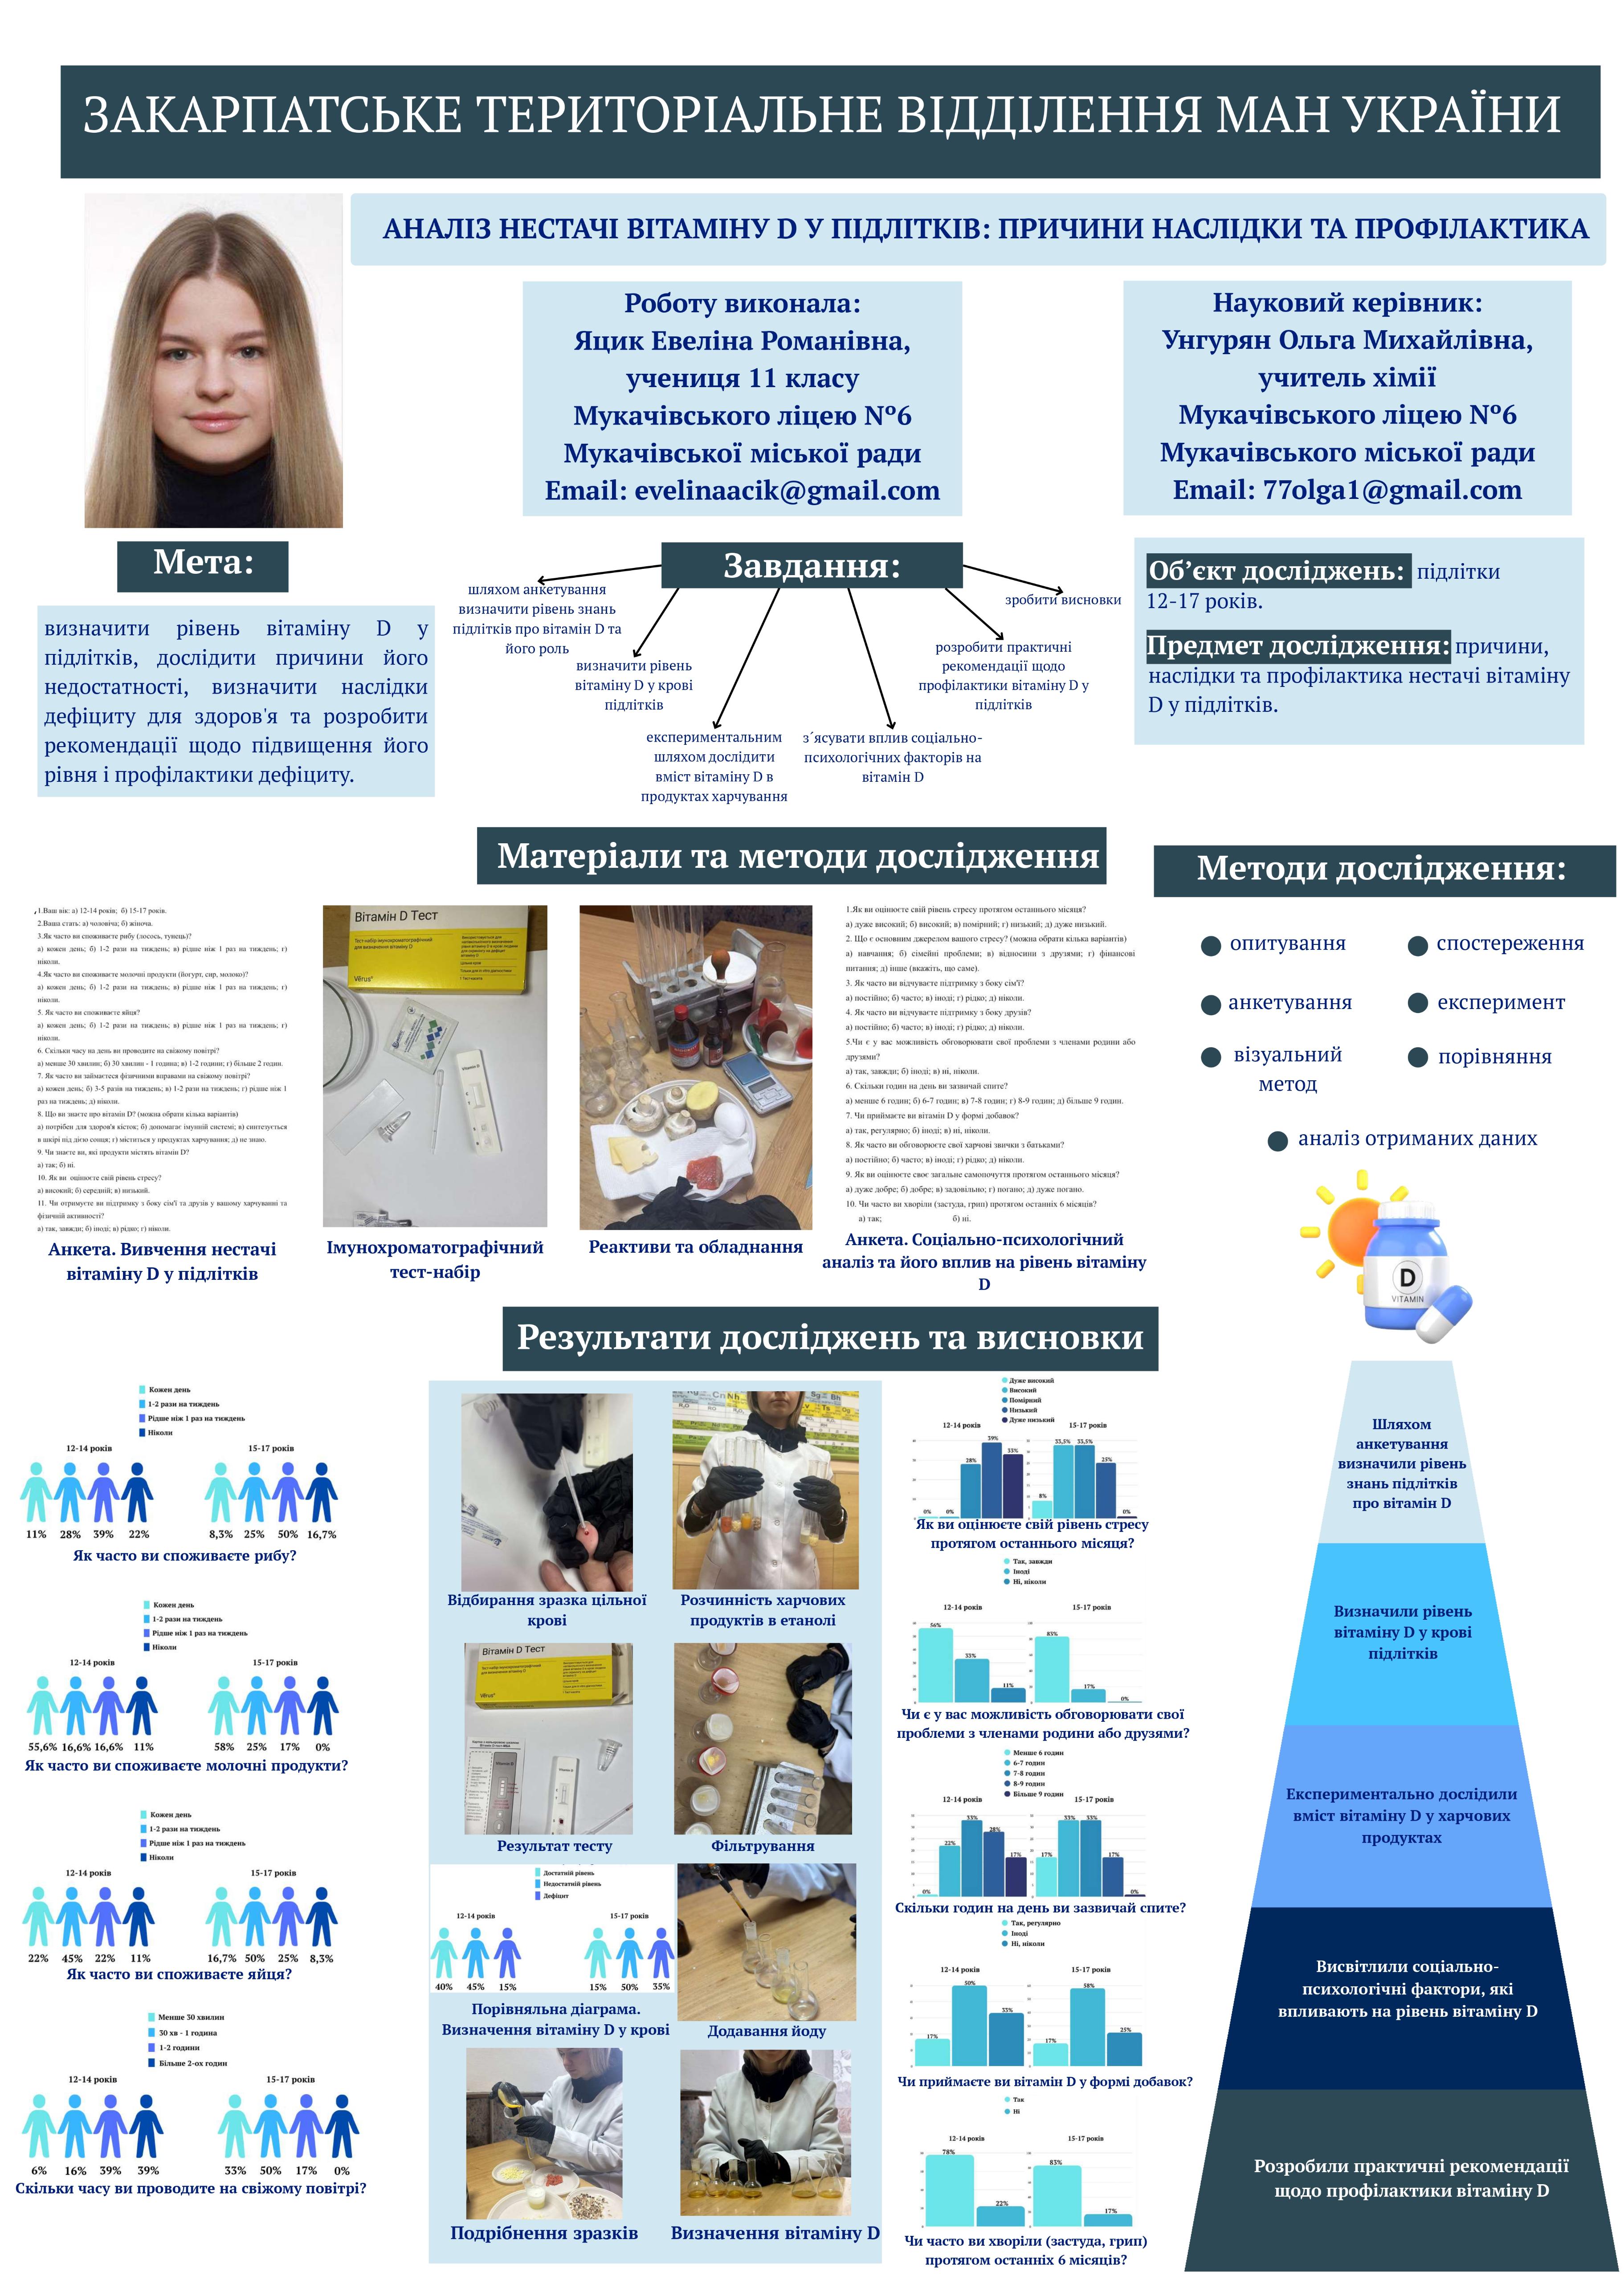 ЗАКАРПАТСЬКЕ ТЕРИТОРІАЛЬНЕ ВІДДІЛЕННЯ МАН УКРАЇНИ
АНАЛІЗ НЕСТАЧІ ВІТАМІНУ D У ПІДЛІТКІВ: ПРИЧИНИ НАСЛІДКИ ТА ПРОФІЛАКТИКА
Роботу виконала:
Яцик Евеліна Романівна,
учениця 11 класу
Мукачівського ліцею Nº6
Мукачівської міської ради
Email: evelinaacik@gmail.com
Науковий керівник:
Унгурян Ольга Михайлівна,
учитель хімії
Мукачівського ліцею Nº6
Мукачівського міської ради
Email: 77olga1@gmail.com
Мета:
визначити рівень вітаміну D у
підлітків, дослідити причини його
недостатності, визначити наслідки
дефіциту для здоров'я та розробити
рекомендації щодо підвищення його
рівня і профілактики дефіциту.
Завдання:
шляхом анкетування
визначити рівень знань
підлітків про вітамін D та
його роль
визначити рівень
вітаміну D у крові
підлітків
експериментальним
шляхом дослідити
вміст вітаміну D в
продуктах харчування
з´ясувати вплив соціально-
психологічних факторів на
вітамін D
розробити практичні
рекомендації щодо
профілактики вітаміну D у
підлітків
зробити висновки
Об’єкт досліджень: підлітки
12-17 років.
Предмет дослідження: причини,
наслідки та профілактика нестачі вітаміну
D у підлітків.
Матеріали та методи дослідження
1.Ваш вік: а) 12-14 років; б) 15-17 років.
2.Ваша стать: а) чоловіча; б) жіноча.
3.Як часто ви споживаєте рибу (лосось, тунець)?
а) кожен день; б) 1-2 рази на тиждень; в) рідше ніж 1 раз на тиждень; г)
ніколи.
4.Як часто ви споживаєте молочні продукти (йогурт, сир, молоко)?
а) кожен день; б) 1-2 рази на тиждень; в) рідше ніж 1 раз на тиждень; г)
ніколи.
5. Як часто ви споживаєте яйця?
а) кожен день; б) 1-2 рази на тиждень; в) рідше ніж 1 раз на тиждень; г)
ніколи.
6. Скільки часу на день ви проводите на свіжому повітрі?
а) менше 30 хвилин; б) 30 хвилин - 1 година; в) 1-2 години; г) більше 2 годин.
7. Як часто ви займаєтеся фізичними вправами на свіжому повітрі?
а) кожен день; б) 3-5 разів на тиждень; в) 1-2 рази на тиждень; г) рідше ніж 1
раз на тиждень; д) ніколи.
8. Що ви знаєте про вітамін D? (можна обрати кілька варіантів)
а) потрібен для здоров'я кісток; б) допомагає імунній системі; в) синтезується
в шкірі під дією сонця; г) міститься у продуктах харчування; д) не знаю.
9. Чи знаєте ви, які продукти містять вітамін D?
а) так; б) ні.
10. Як ви оцінюєте свій рівень стресу?
а) високий; б) середній; в) низький.
11. Чи отримуєте ви підтримку з боку сім'ї та друзів у вашому харчуванні та
фізичній активності?
а) так, завжди; б) іноді; в) рідко; г) ніколи.
Анкета. Вивчення нестачі
вітаміну D у підлітків
Вітамін D Тест
Vērus
Імунохроматографічний
тест-набір
Реактиви та обладнання
1.Як ви оцінюєте свій рівень стресу протягом останнього місяця?
а) дуже високий; б) високий; в) помірний; г) низький; д) дуже низький.
2. Що є основним джерелом вашого стресу? (можна обрати кілька варіантів)
а) навчання; б) сімейні проблеми; в) відносини з друзями; г) фінансові
питання; д) інше (вкажіть, що саме).
3. Як часто ви відчуваєте підтримку з боку сім'ї?
а) постійно; б) часто; в) іноді; г) рідко; д) ніколи.
4. Як часто ви відчуваєте підтримку з боку друзів?
а) постійно; б) часто; в) іноді; г) рідко; д) ніколи.
5.Чи є у вас можливість обговорювати свої проблеми з членами родини або
друзями?
а) так, завжди; б) іноді; в) ні, ніколи.
6. Скільки годин на день ви зазвичай спите?
а) менше 6 годин; б) 6-7 годин; в) 7-8 годин; г) 8-9 годин; д) більше 9 годин.
7. Чи приймаєте ви вітамін D у формі добавок?
а) так, регулярно; б) іноді; в) ні, ніколи.
8. Як часто ви обговорюєте свої харчові звички з батьками?
а) постійно; б) часто; в) іноді; г) рідко; д) ніколи.
9. Як ви оцінюєте своє загальне самопочуття протягом останнього місяця?
а) дуже добре; б) добре; в) задовільно; г) погано; д) дуже погано.
10. Чи часто ви хворіли (застуда, грип) протягом останніх 6 місяців?
а) так; б) ні.
Анкета. Соціально-психологічний
аналіз та його вплив на рівень вітаміну
D
Методи дослідження:
опитування
спостереження
анкетування
експеримент
візуальний
метод
порівняння
аналіз отриманих даних
D
VITAMIN
Результати досліджень та висновки
Кожен день
1-2 рази на тиждень
Рідше ніж 1 раз на тиждень
Ніколи
12-14 років 15-17 років
11% 28% 39% 22% 8,3% 25% 50% 16,7%
Як часто ви споживаєте рибу?
Кожен день
1-2 рази на тиждень
Рідше ніж 1 раз на тиждень
Ніколи
12-14 років 15-17 років
55,6% 16,6% 16,6% 11% 58% 25% 17% 0%
Як часто ви споживаєте молочні продукти?
Кожен день
1-2 рази на тиждень
Рідше ніж 1 раз на тиждень
Ніколи
12-14 років 15-17 років
22% 45% 22% 11% 16,7% 50% 25% 8,3%
Як часто ви споживаєте яйця?
Менше 30 хвилин
30 хв - 1 година
1-2 години
Більше 2-ох годин
12-14 років 15-17 років
6% 16% 39% 39% 33% 50% 17% 0%
Скільки часу ви проводите на свіжому повітрі?
Відбирання зразка цільної
крові
Розчинність харчових
продуктів в етанолі
Вітамін D Тест
Vērus
Результат тесту
Фільтрування
Достатній рівень
Недостатній рівень
Дефіцит
12-14 років 15-17 років
40% 45% 15% 15% 50% 35%
Порівняльна діаграма.
Визначення вітаміну D у крові
Додавання йоду
Подрібнення зразків
Визначення вітаміну D
Дуже високий
Високий
Помірний
Низький
Дуже низький
12-14 років 15-17 років
0% 0% 28% 39% 33% 8% 33,5% 33,5% 25% 0%
Як ви оцінюєте свій рівень стресу
протягом останнього місяця?
Так, завжди
Іноді
Ні, ніколи
12-14 років 15-17 років
56% 33% 11% 83% 17% 0%
Чи є у вас можливість обговорювати свої
проблеми з членами родини або друзями?
Менше 6 годин
6-7 годин
7-8 годин
8-9 годин
Більше 9 годин
12-14 років 15-17 років
0% 22% 33% 28% 17% 17% 33% 33% 17% 0%
Скільки годин на день ви зазвичай спите?
Так, регулярно
Іноді
Ні, ніколи
12-14 років 15-17 років
17% 50% 33% 17% 58% 25%
Чи приймаєте ви вітамін D у формі добавок?
Так
Ні
12-14 років 15-17 років
78% 22% 83% 17%
Чи часто ви хворіли (застуда, грип)
протягом останніх 6 місяців?
Шляхом
анкетування
визначили рівень
знань підлітків
про вітамін D
Визначили рівень
вітаміну D у крові
підлітків
Експериментально дослідили
вміст вітаміну D у харчових
продуктах
Висвітлили соціально-
психологічні фактори, які
впливають на рівень вітаміну D
Розробили практичні рекомендації
щодо профілактики вітаміну D